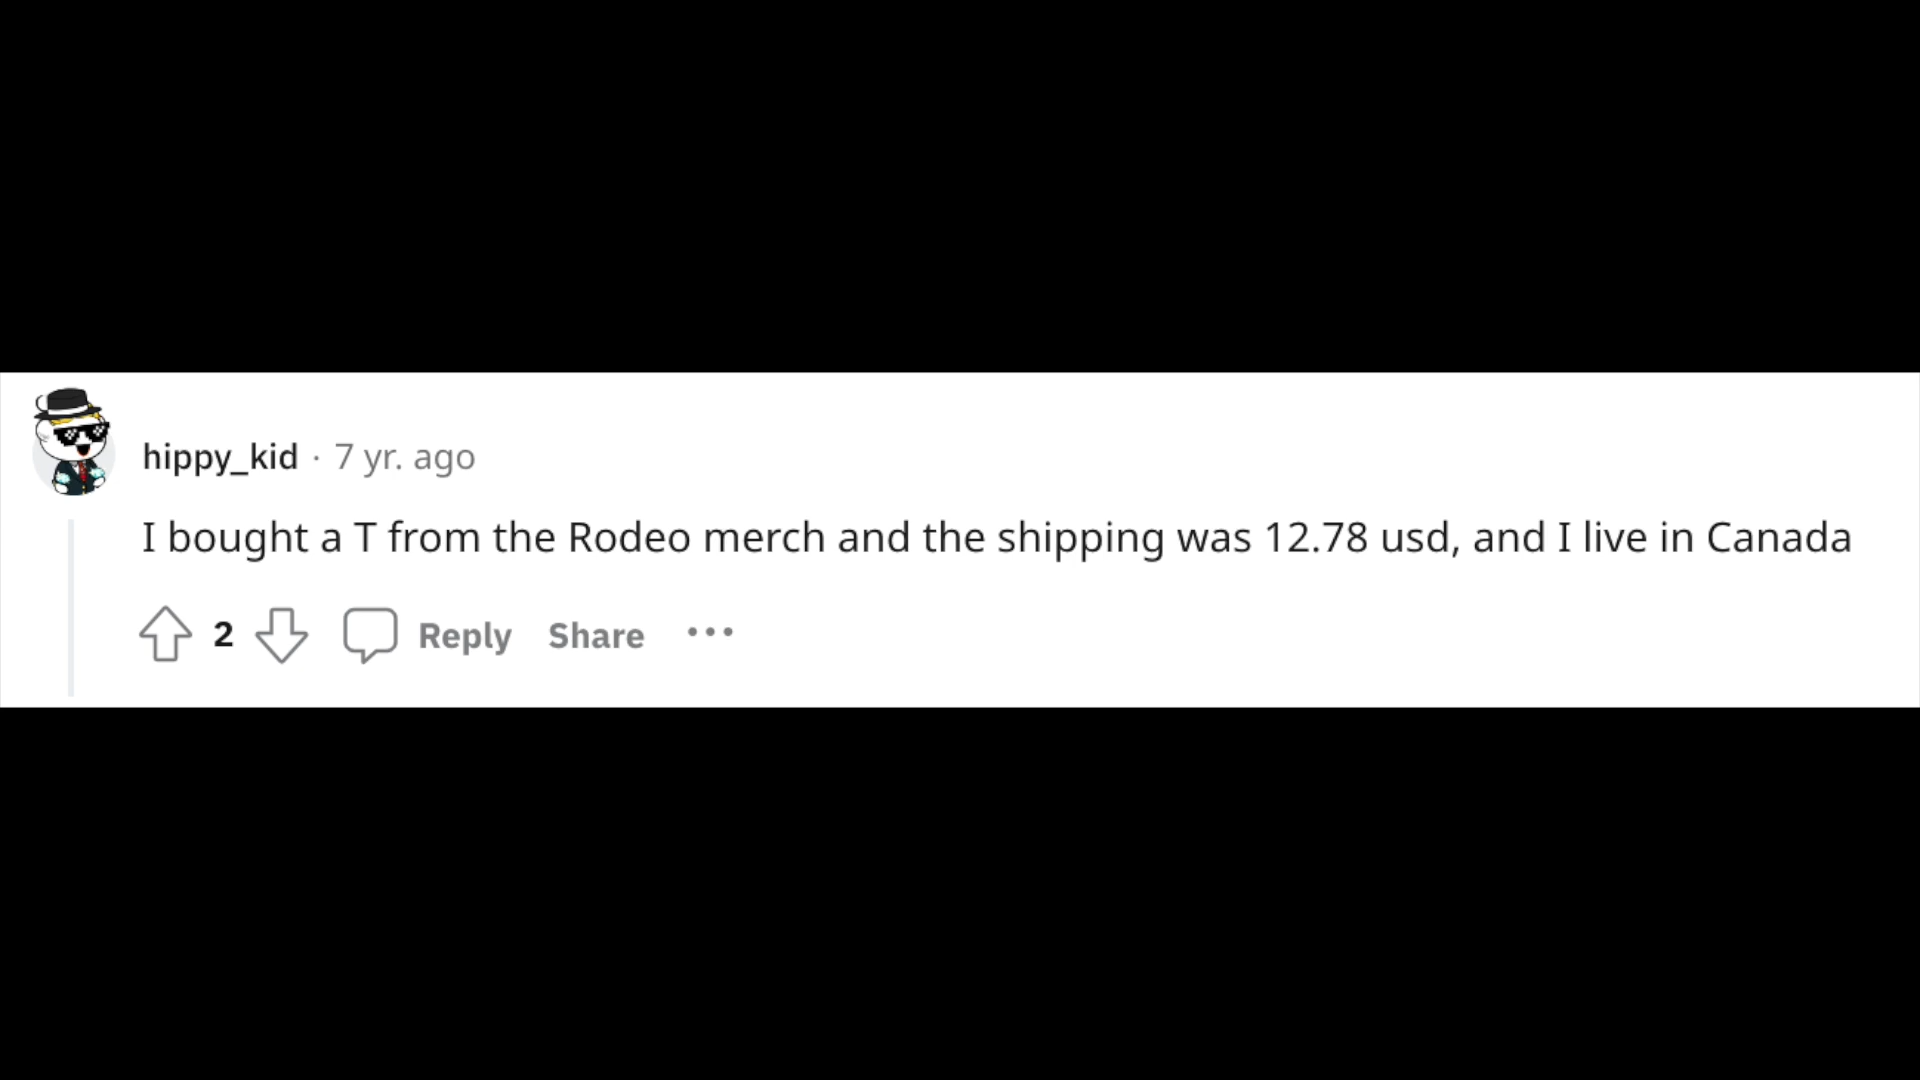 hippy_kid · 7 yr. ago
I bought a T from the Rodeo merch and the shipping was 12.78 usd, and I live in Canada
2 Reply Share ···